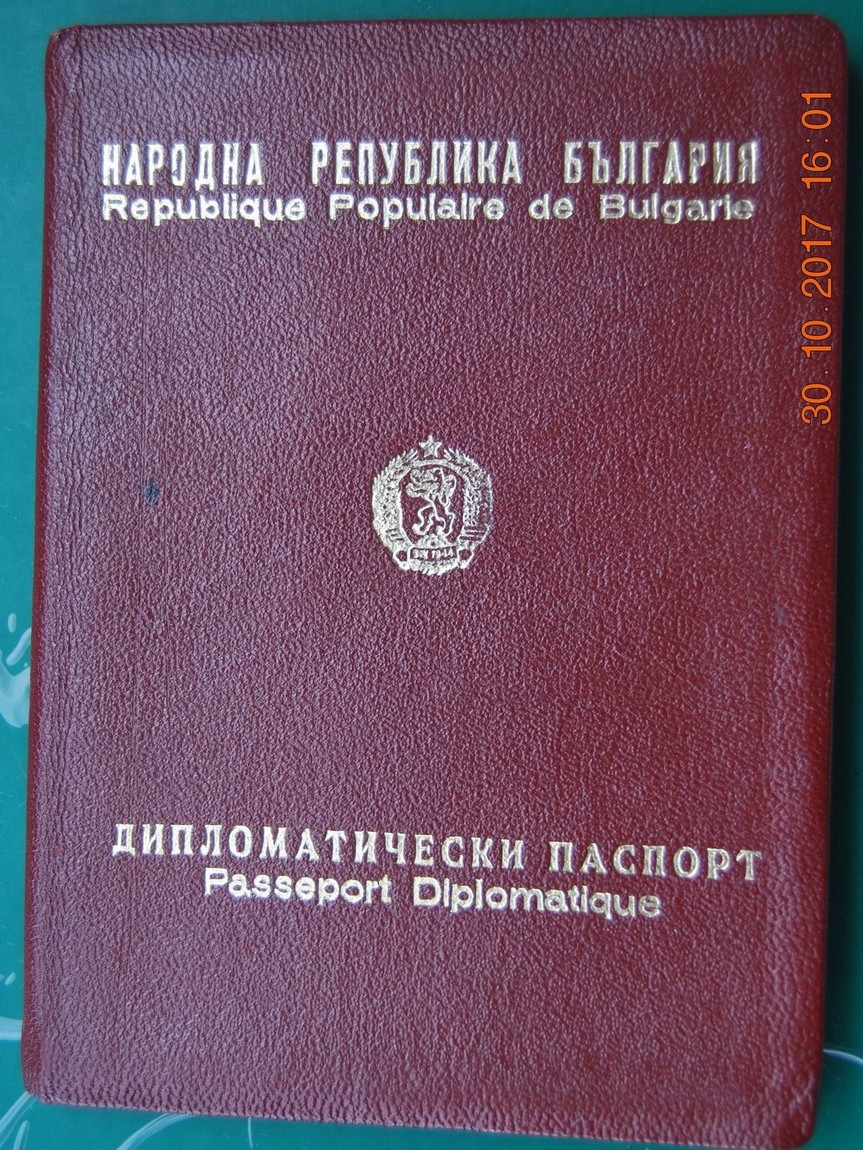 НАРОДНА РЕПУБЛИКА БЪЛГАРИЯ
Republique Populaire de Bulgarie
30 10 2017 16:01
ДИПЛОМАТИЧЕСКИ ПАСПОРТ
Passeport Diplomatique